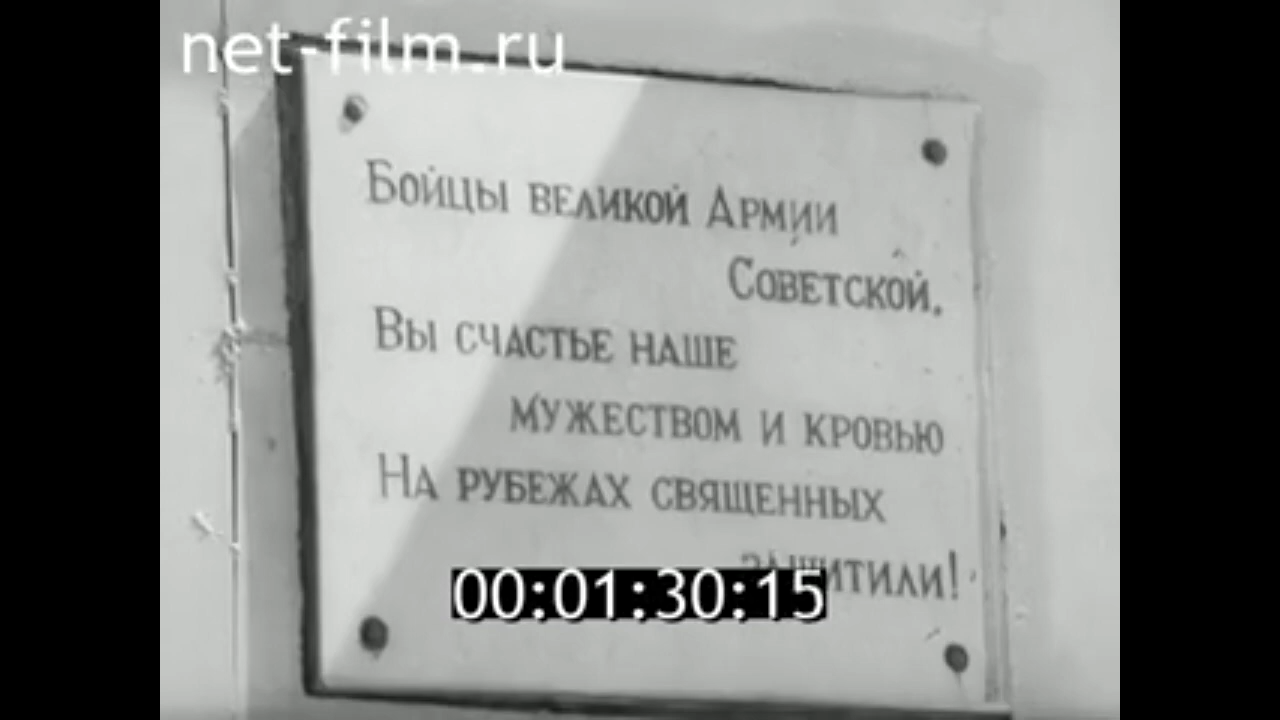 net-film.ru
Бойцы великой Армии
Советской,
Вы счастье наше
мужеством и кровью
На рубежах священных
защитили!
00:01:30:15